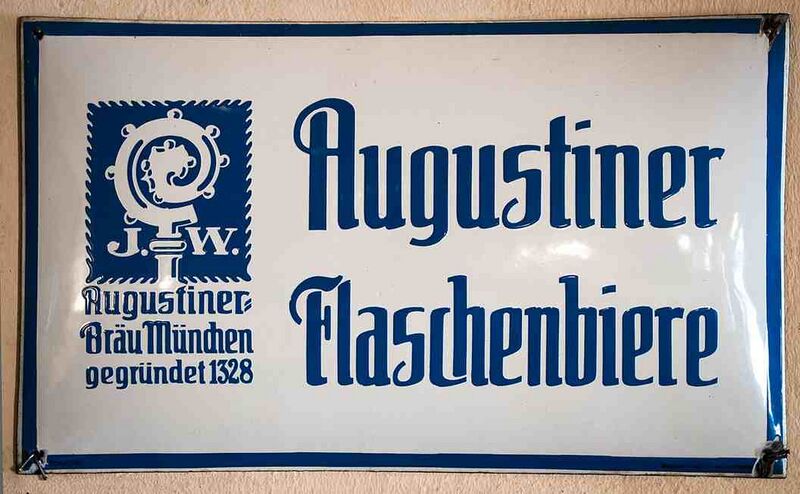 J. W.
Augustiner=
Bräu München
gegründet 1328
Augustiner
Flaschenbiere